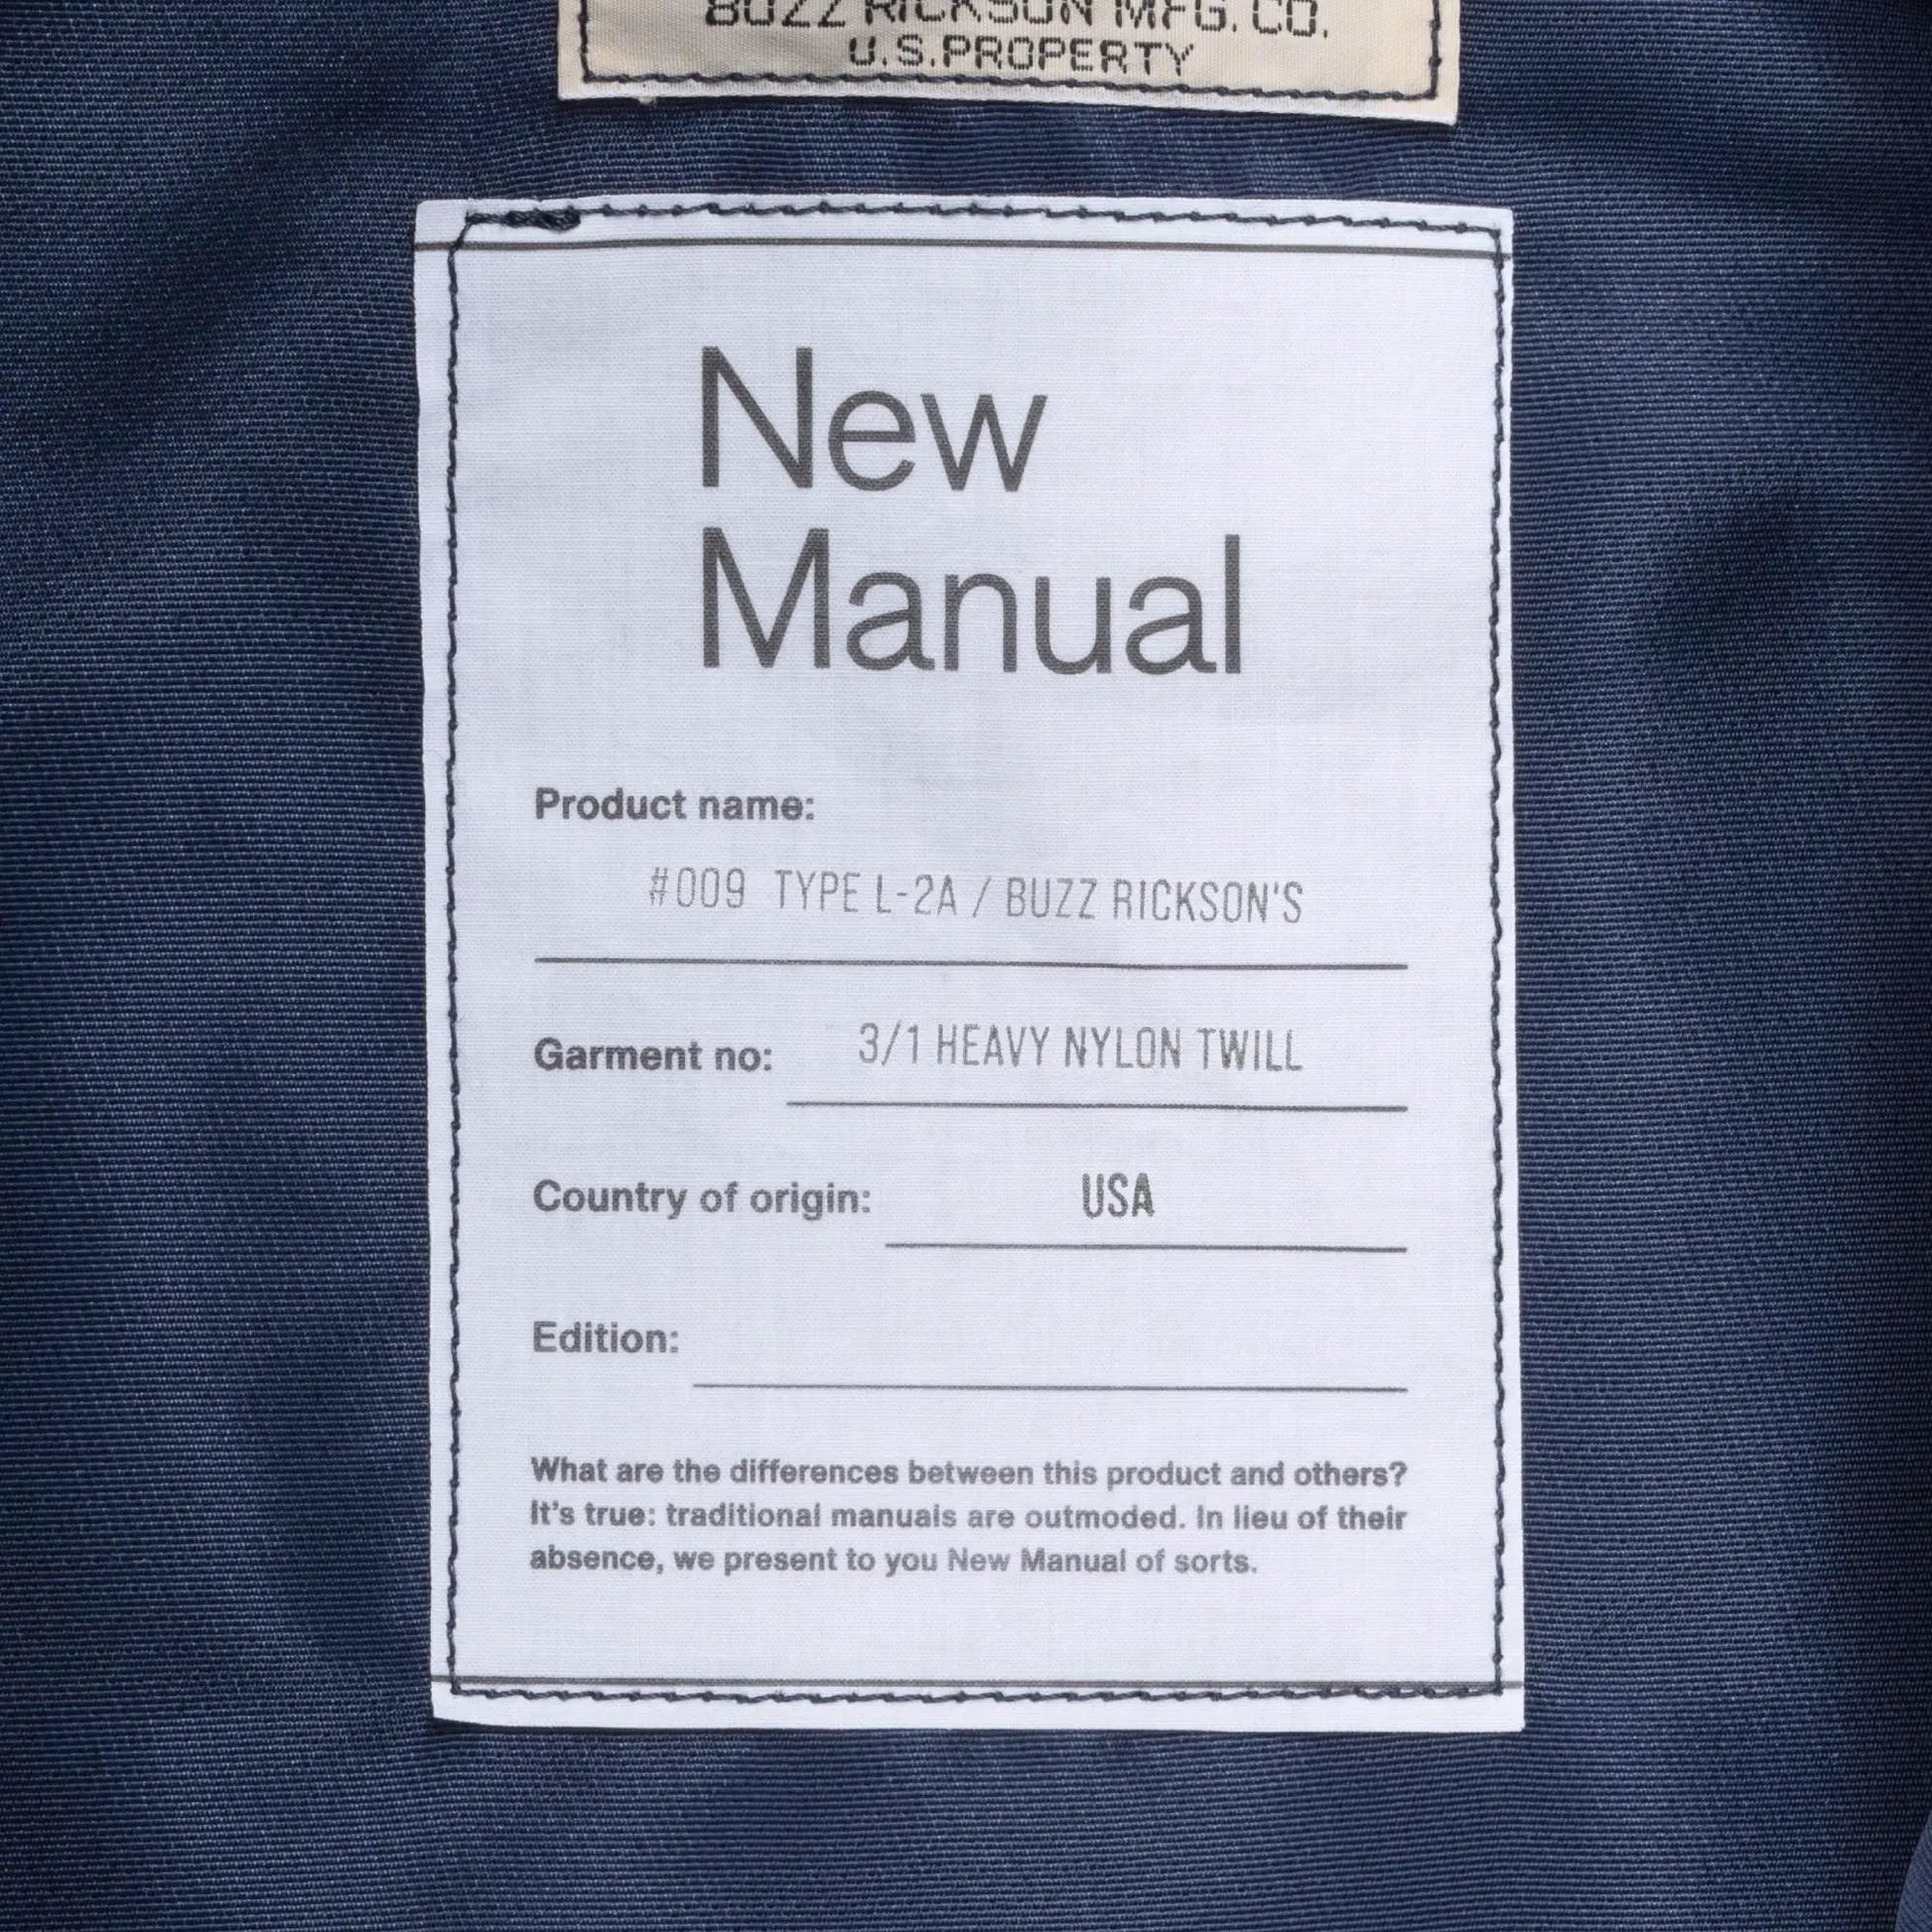 BUZZ RICKSON MFG. CO.
U.S.PROPERTY
New
Manual
Product name:
#009 TYPE L-2A / BUZZ RICKSON'S
Garment no: 3/1 HEAVY NYLON TWILL
Country of origin: USA
Edition:
What are the differences between this product and others?
It's true: traditional manuals are outmoded. In lieu of their
absence, we present to you New Manual of sorts.